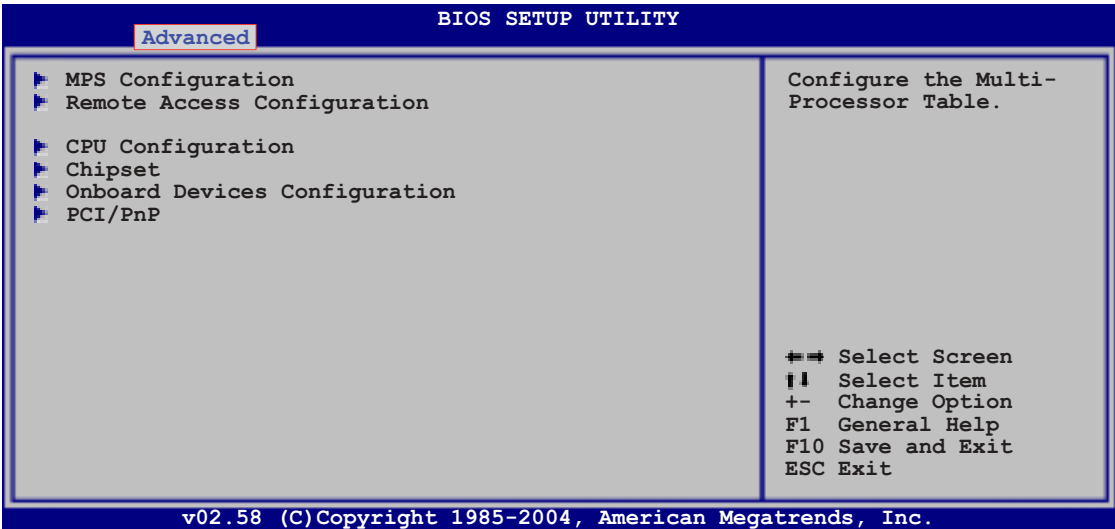 BIOS SETUP UTILITY
Advanced
MPS Configuration
Remote Access Configuration
CPU Configuration
Chipset
Onboard Devices Configuration
PCI/PnP
Configure the Multi-
Processor Table.
←→ Select Screen
↑↓ Select Item
+- Change Option
F1 General Help
F10 Save and Exit
ESC Exit
v02.58 (C)Copyright 1985-2004, American Megatrends, Inc.